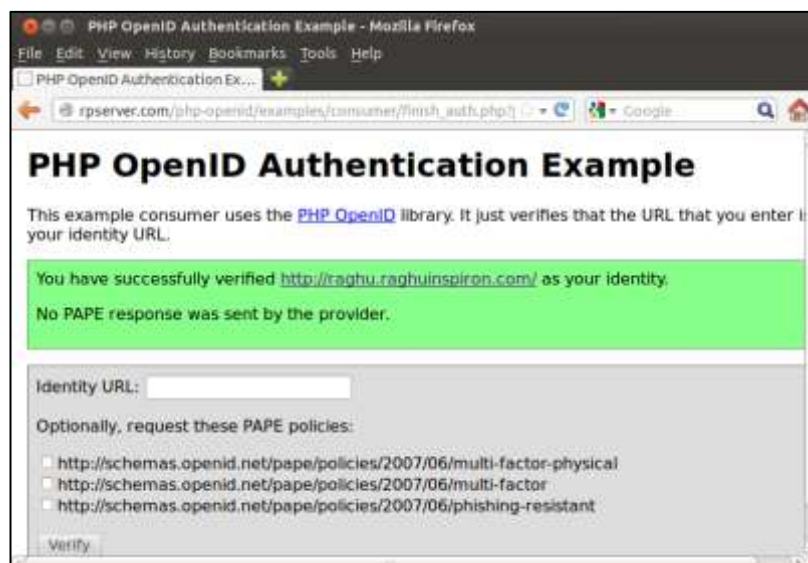 PHP OpenID Authentication Example - Mozilla Firefox
File Edit View History Bookmarks Tools Help
PHP OpenID Authentication Ex...
rpserver.com/php-openid/examples/consumer/finish_auth.php?j
Google
PHP OpenID Authentication Example
This example consumer uses the PHP OpenID library. It just verifies that the URL that you enter i
your identity URL.
You have successfully verified http://raghu.raghuinspiron.com/ as your identity.
No PAPE response was sent by the provider.
Identity URL:
Optionally, request these PAPE policies:
http://schemas.openid.net/pape/policies/2007/06/multi-factor-physical
http://schemas.openid.net/pape/policies/2007/06/multi-factor
http://schemas.openid.net/pape/policies/2007/06/phishing-resistant
Verify